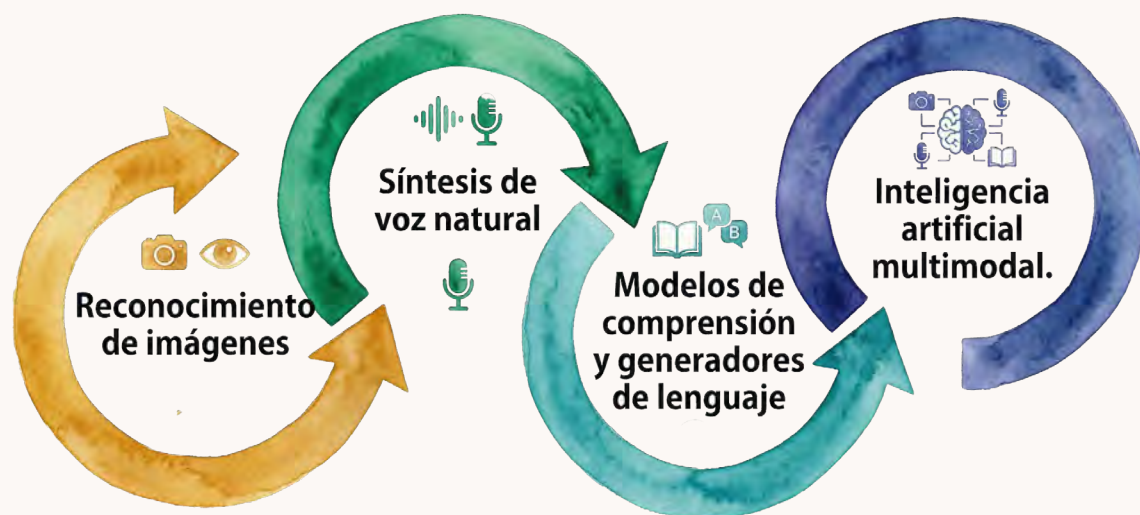 Reconocimiento
de imágenes
Síntesis de
voz natural
A
B
Modelos de
comprensión
y generadores
de lenguaje
Inteligencia
artificial
multimodal.